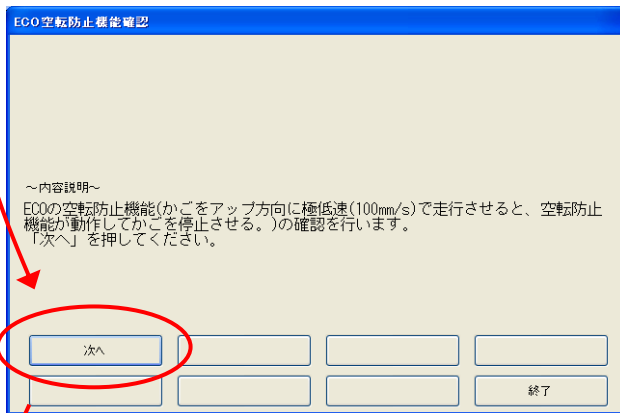 ECO空転防止機能確認
～内容説明～
ECOの空転防止機能(かごをアップ方向に極低速(100mm/s)で走行させると、空転防止
機能が動作してかごを停止させる。)の確認を行います。
「次へ」を押してください。
次へ
終了